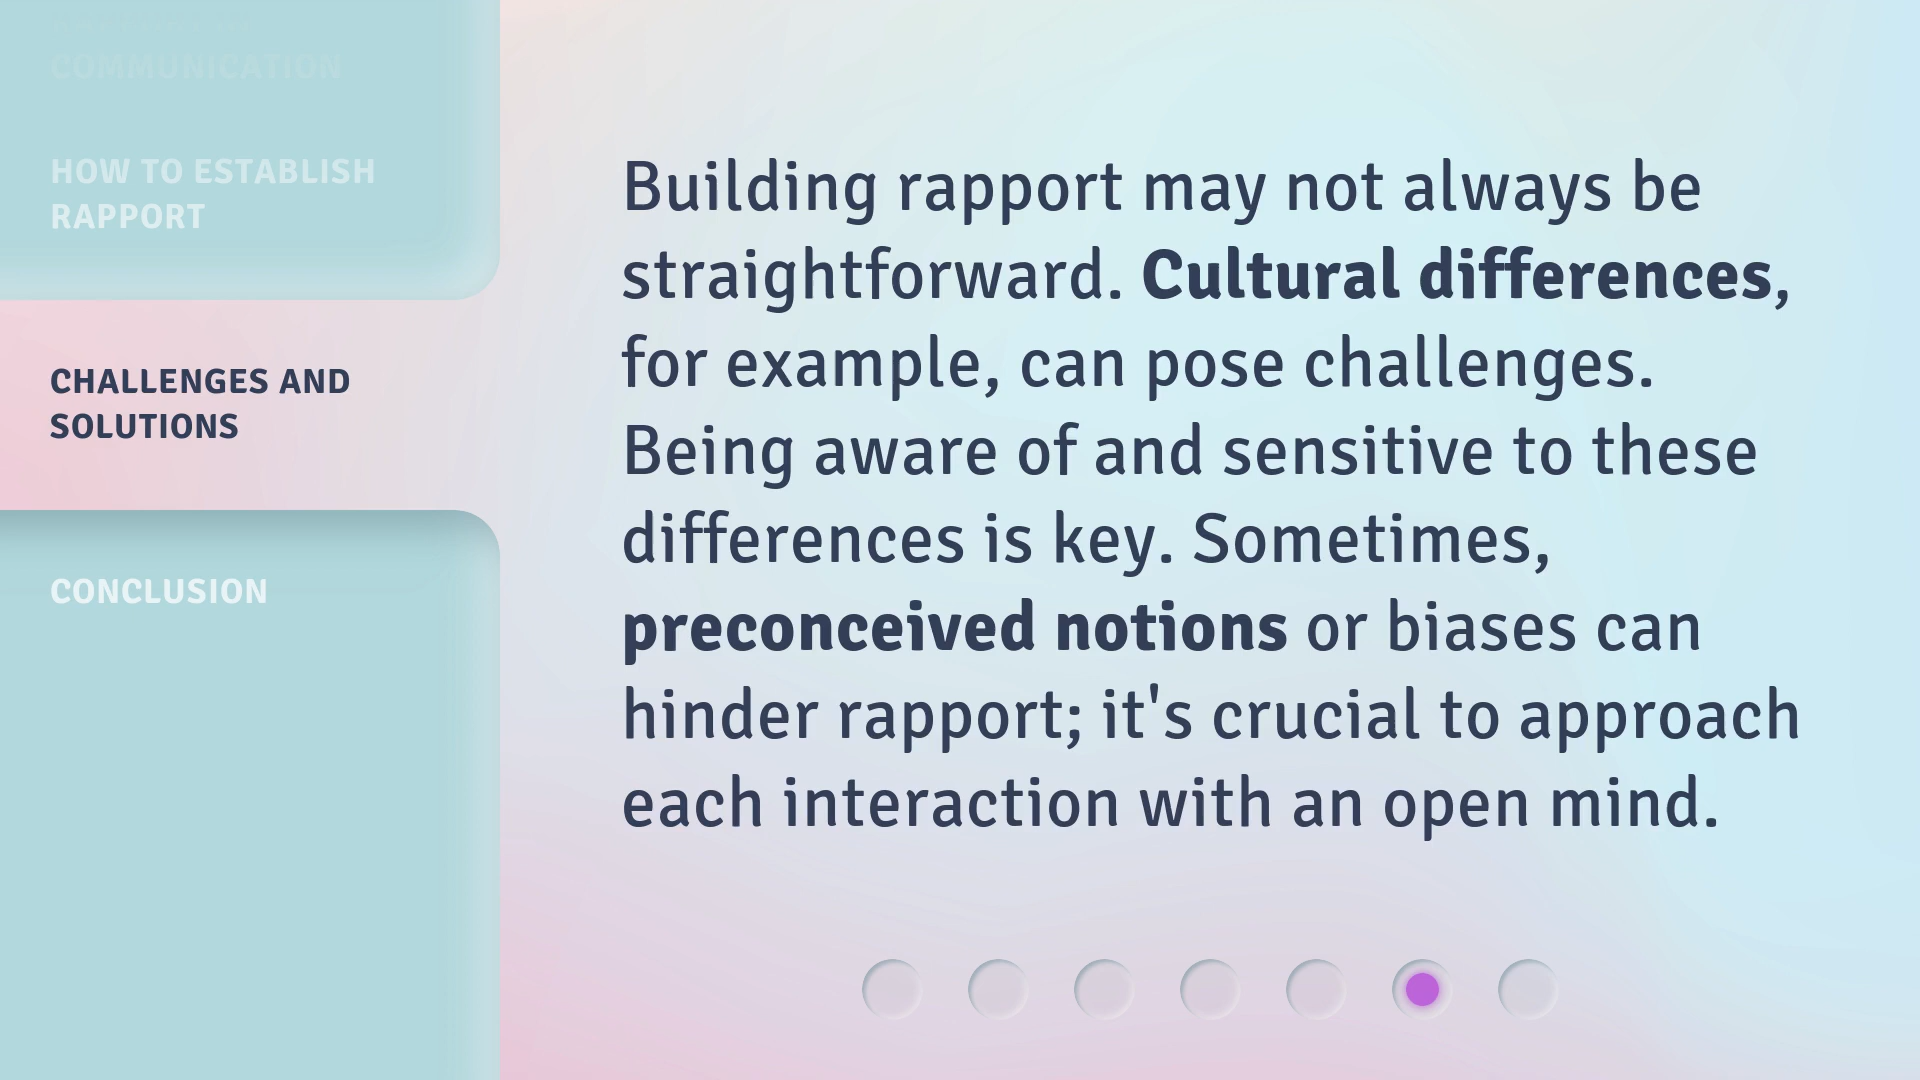 COMMUNICATION
HOW TO ESTABLISH
RAPPORT
CHALLENGES AND
SOLUTIONS
CONCLUSION
Building rapport may not always be
straightforward. Cultural differences,
for example, can pose challenges.
Being aware of and sensitive to these
differences is key. Sometimes,
preconceived notions or biases can
hinder rapport; it's crucial to approach
each interaction with an open mind.